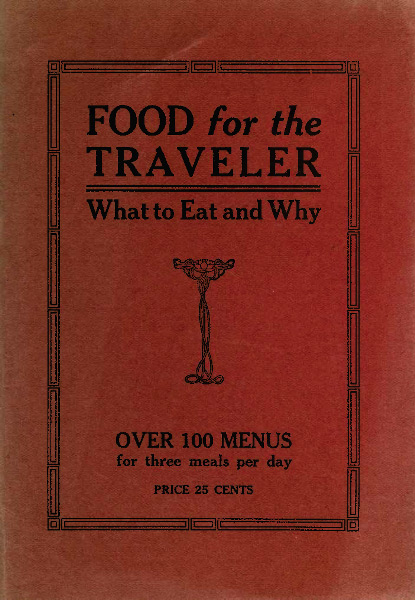 FOOD for the
TRAVELER
What to Eat and Why
OVER 100 MENUS
for three meals per day
PRICE 25 CENTS